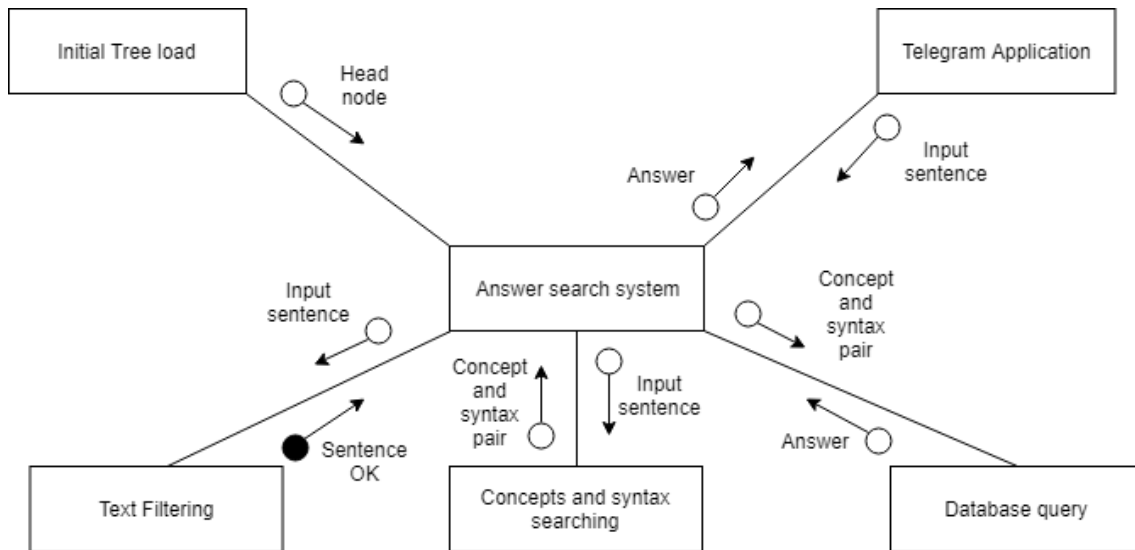 Initial Tree load
Telegram Application
Head
node
Input
sentence
Answer
Answer search system
Input
sentence
Concept
and
syntax
pair
Concept
and
syntax
pair
Input
sentence
Sentence
OK
Answer
Text Filtering
Concepts and syntax
searching
Database query